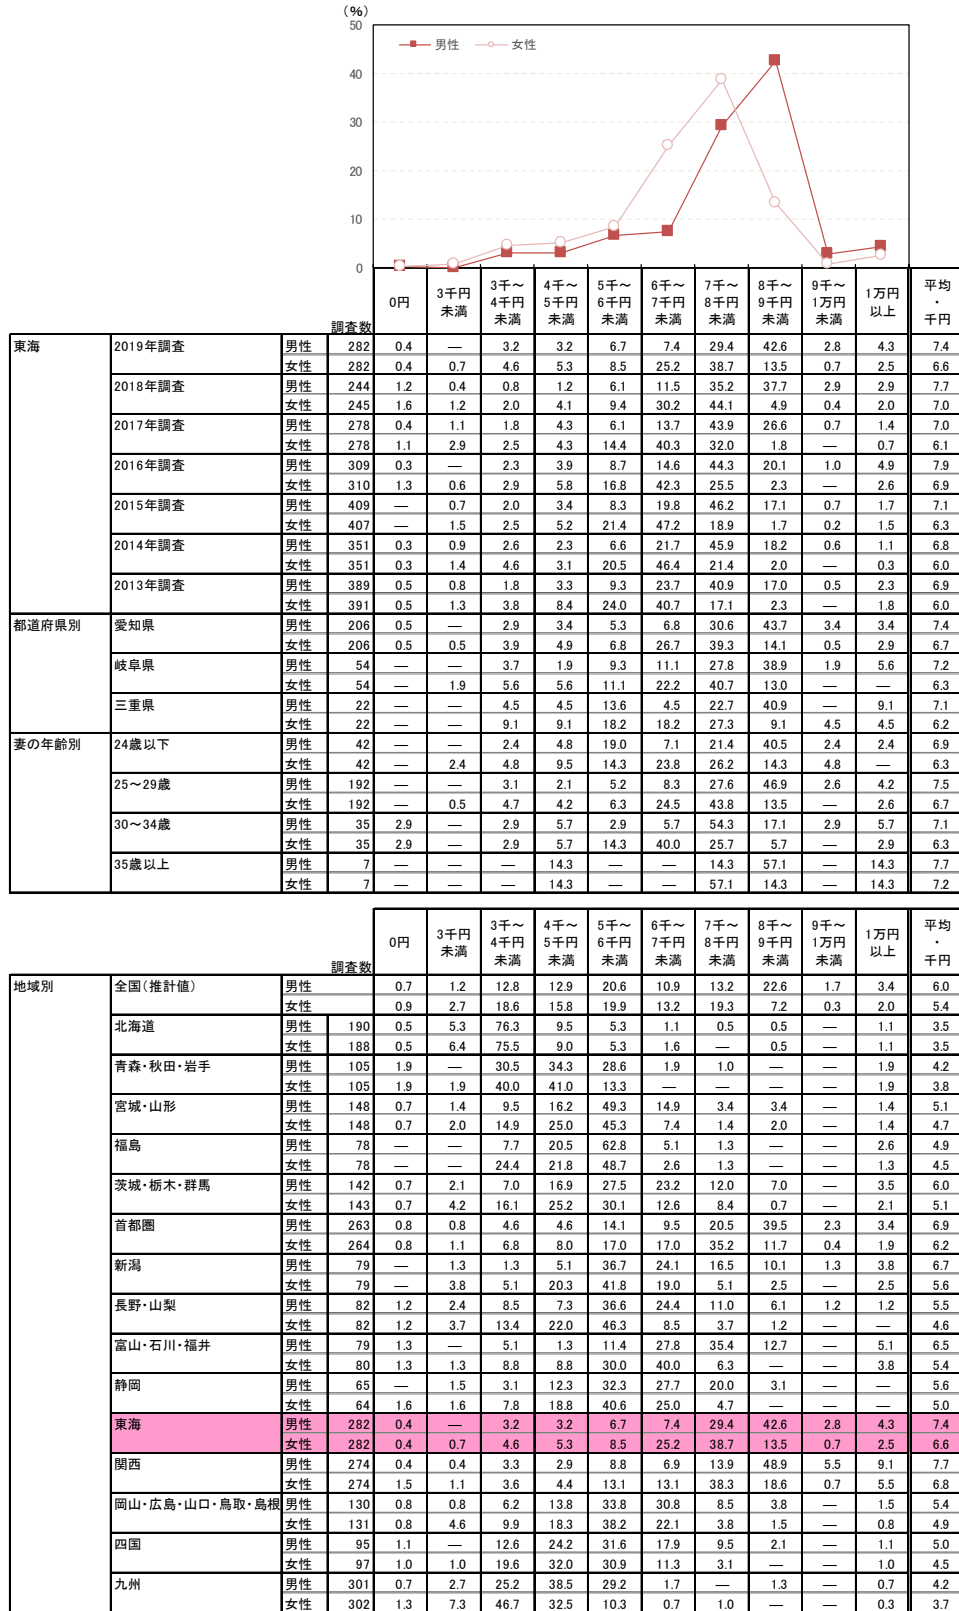 (%)
50
男性 女性
40
30
20
10
0
調査数 0円 3千円未満 3千～4千円未満 4千～5千円未満 5千～6千円未満 6千～7千円未満 7千～8千円未満 8千～9千円未満 9千～1万円未満 1万円以上 平均・千円
東海 2019年調査 男性 282 0.4 — 3.2 3.2 6.7 7.4 29.4 42.6 2.8 4.3 7.4
女性 282 0.4 0.7 4.6 5.3 8.5 25.2 38.7 13.5 0.7 2.5 6.6
2018年調査 男性 244 1.2 0.4 0.8 1.2 6.1 11.5 35.2 37.7 2.9 2.9 7.7
女性 245 1.6 1.2 2.0 4.1 9.4 30.2 44.1 4.9 0.4 2.0 7.0
2017年調査 男性 278 0.4 1.1 1.8 4.3 6.1 13.7 43.9 26.6 0.7 1.4 7.0
女性 278 1.1 2.9 2.5 4.3 14.4 40.3 32.0 1.8 — 0.7 6.1
2016年調査 男性 309 0.3 — 2.3 3.9 8.7 14.6 44.3 20.1 1.0 4.9 7.9
女性 310 1.3 0.6 2.9 5.8 16.8 42.3 25.5 2.3 — 2.6 6.9
2015年調査 男性 409 — 0.7 2.0 3.4 8.3 19.8 46.2 17.1 0.7 1.7 7.1
女性 407 — 1.5 2.5 5.2 21.4 47.2 18.9 1.7 0.2 1.5 6.3
2014年調査 男性 351 0.3 0.9 2.6 2.3 6.6 21.7 45.9 18.2 0.6 1.1 6.8
女性 351 0.3 1.4 4.6 3.1 20.5 46.4 21.4 2.0 — 0.3 6.0
2013年調査 男性 389 0.5 0.8 1.8 3.3 9.3 23.7 40.9 17.0 0.5 2.3 6.9
女性 391 0.5 1.3 3.8 8.4 24.0 40.7 17.1 2.3 — 1.8 6.0
都道府県別 愛知県 男性 206 0.5 — 2.9 3.4 5.3 6.8 30.6 43.7 3.4 3.4 7.4
女性 206 0.5 0.5 3.9 4.9 6.8 26.7 39.3 14.1 0.5 2.9 6.7
岐阜県 男性 54 — — 3.7 1.9 9.3 11.1 27.8 38.9 1.9 5.6 7.2
女性 54 — 1.9 5.6 5.6 11.1 22.2 40.7 13.0 — — 6.3
三重県 男性 22 — — 4.5 4.5 13.6 4.5 22.7 40.9 — 9.1 7.1
女性 22 — — 9.1 9.1 18.2 18.2 27.3 9.1 4.5 4.5 6.2
妻の年齢別 24歳以下 男性 42 — — 2.4 4.8 19.0 7.1 21.4 40.5 2.4 2.4 6.9
女性 42 — 2.4 4.8 9.5 14.3 23.8 26.2 14.3 4.8 — 6.3
25～29歳 男性 192 — — 3.1 2.1 5.2 8.3 27.6 46.9 2.6 4.2 7.5
女性 192 — 0.5 4.7 4.2 6.3 24.5 43.8 13.5 — 2.6 6.7
30～34歳 男性 35 2.9 — 2.9 5.7 2.9 5.7 54.3 17.1 2.9 5.7 7.1
女性 35 2.9 — 2.9 5.7 14.3 40.0 25.7 5.7 — 2.9 6.3
35歳以上 男性 7 — — — 14.3 — — 14.3 57.1 — 14.3 7.7
女性 7 — — — 14.3 — — 57.1 14.3 — 14.3 7.2
調査数 0円 3千円未満 3千～4千円未満 4千～5千円未満 5千～6千円未満 6千～7千円未満 7千～8千円未満 8千～9千円未満 9千～1万円未満 1万円以上 平均・千円
地域別 全国(推計値) 男性 0.7 1.2 12.8 12.9 20.6 10.9 13.2 22.6 1.7 3.4 6.0
女性 0.9 2.7 18.6 15.8 19.9 13.2 19.3 7.2 0.3 2.0 5.4
北海道 男性 190 0.5 5.3 76.3 9.5 5.3 1.1 0.5 0.5 — 1.1 3.5
女性 188 0.5 6.4 75.5 9.0 5.3 1.6 — 0.5 — 1.1 3.5
青森・秋田・岩手 男性 105 1.9 — 30.5 34.3 28.6 1.9 1.0 — — 1.9 4.2
女性 105 1.9 1.9 40.0 41.0 13.3 — — — — 1.9 3.8
宮城・山形 男性 148 0.7 1.4 9.5 16.2 49.3 14.9 3.4 3.4 — 1.4 5.1
女性 148 0.7 2.0 14.9 25.0 45.3 7.4 1.4 2.0 — 1.4 4.7
福島 男性 78 — — 7.7 20.5 62.8 5.1 1.3 — — 2.6 4.9
女性 78 — — 24.4 21.8 48.7 2.6 1.3 — — 1.3 4.5
茨城・栃木・群馬 男性 142 0.7 2.1 7.0 16.9 27.5 23.2 12.0 7.0 — 3.5 6.0
女性 143 0.7 4.2 16.1 25.2 30.1 12.6 8.4 0.7 — 2.1 5.1
首都圏 男性 263 0.8 0.8 4.6 4.6 14.1 9.5 20.5 39.5 2.3 3.4 6.9
女性 264 0.8 1.1 6.8 8.0 17.0 17.0 35.2 11.7 0.4 1.9 6.2
新潟 男性 79 — 1.3 1.3 5.1 36.7 24.1 16.5 10.1 1.3 3.8 6.7
女性 79 — 3.8 5.1 20.3 41.8 19.0 5.1 2.5 — 2.5 5.6
長野・山梨 男性 82 1.2 2.4 8.5 7.3 36.6 24.4 11.0 6.1 1.2 1.2 5.5
女性 82 1.2 3.7 13.4 22.0 46.3 8.5 3.7 1.2 — — 4.6
富山・石川・福井 男性 79 1.3 — 5.1 1.3 11.4 27.8 35.4 12.7 — 5.1 6.5
女性 80 1.3 1.3 8.8 8.8 30.0 40.0 6.3 — — 3.8 5.4
静岡 男性 65 — 1.5 3.1 12.3 32.3 27.7 20.0 3.1 — — 5.6
女性 64 1.6 1.6 7.8 18.8 40.6 25.0 4.7 — — — 5.0
東海 男性 282 0.4 — 3.2 3.2 6.7 7.4 29.4 42.6 2.8 4.3 7.4
女性 282 0.4 0.7 4.6 5.3 8.5 25.2 38.7 13.5 0.7 2.5 6.6
関西 男性 274 0.4 0.4 3.3 2.9 8.8 6.9 13.9 48.9 5.5 9.1 7.7
女性 274 1.5 1.1 3.6 4.4 13.1 13.1 38.3 18.6 0.7 5.5 6.8
岡山・広島・山口・鳥取・島根 男性 130 0.8 0.8 6.2 13.8 33.8 30.8 8.5 3.8 — 1.5 5.4
女性 131 0.8 4.6 9.9 18.3 38.2 22.1 3.8 1.5 — 0.8 4.9
四国 男性 95 1.1 — 12.6 24.2 31.6 17.9 9.5 2.1 — 1.1 5.0
女性 97 1.0 1.0 19.6 32.0 30.9 11.3 3.1 — — 1.0 4.5
九州 男性 301 0.7 2.7 25.2 38.5 29.2 1.7 — 1.3 — 0.7 4.2
女性 302 1.3 7.3 46.7 32.5 10.3 0.7 1.0 — — 0.3 3.7